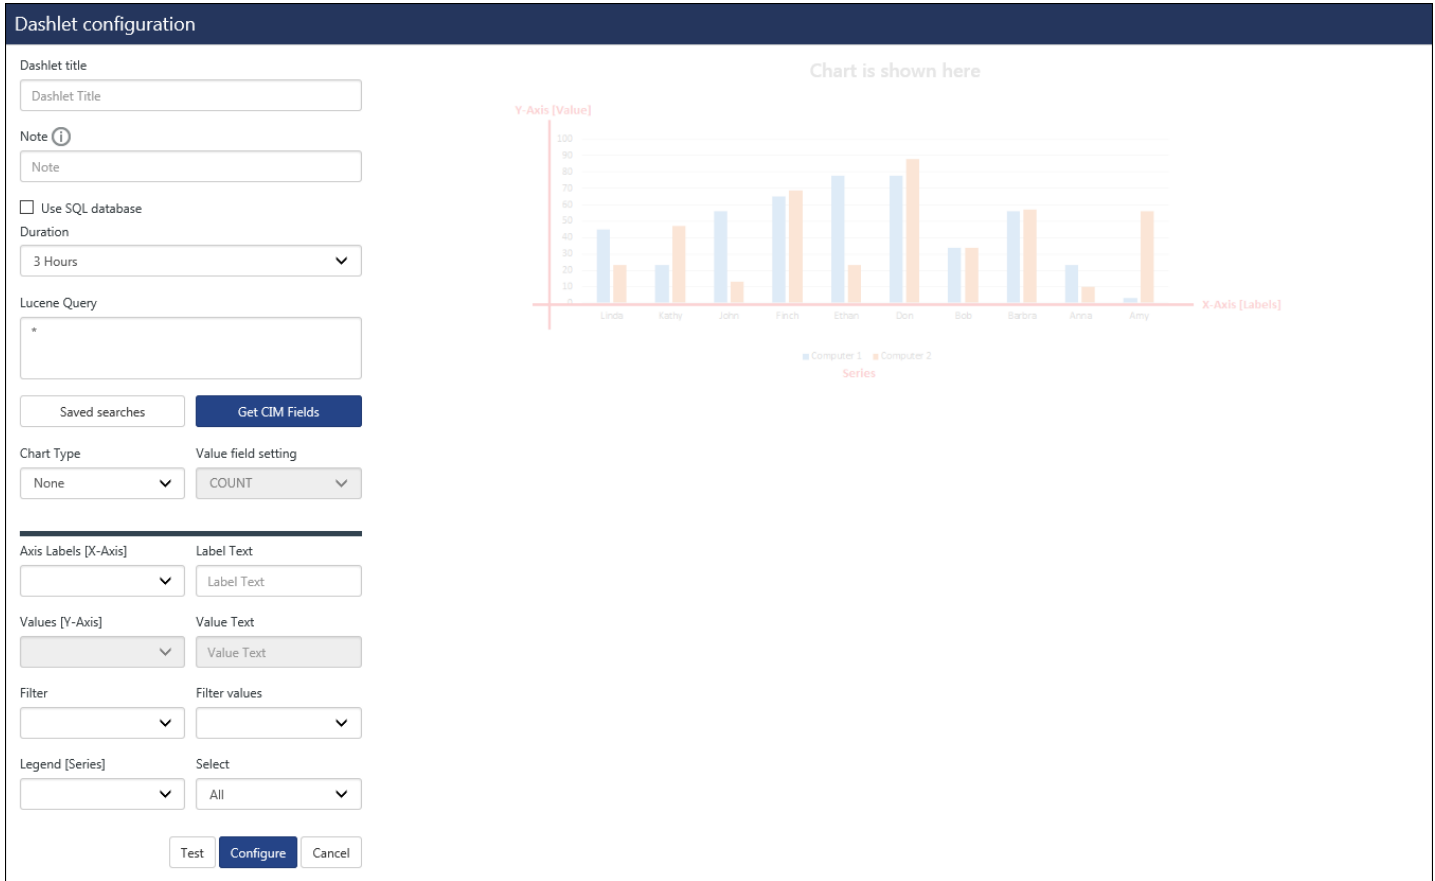 Dashlet configuration
Dashlet title
Dashlet Title
Note
Note
Use SQL database
Duration
3 Hours
Lucene Query
*
Saved searches Get CIM Fields
Chart Type Value field setting
None COUNT
Axis Labels [X-Axis] Label Text
Label Text
Values [Y-Axis] Value Text
Value Text
Filter Filter values
Legend [Series] Select
All
Test Configure Cancel
Chart is shown here
Y-Axis [Value]
100
90
80
70
60
50
40
30
20
10
0
Linda Kathy John Finch Ethan Don Bob Barbra Anna Amy
X-Axis [Labels]
Computer 1 Computer 2
Series